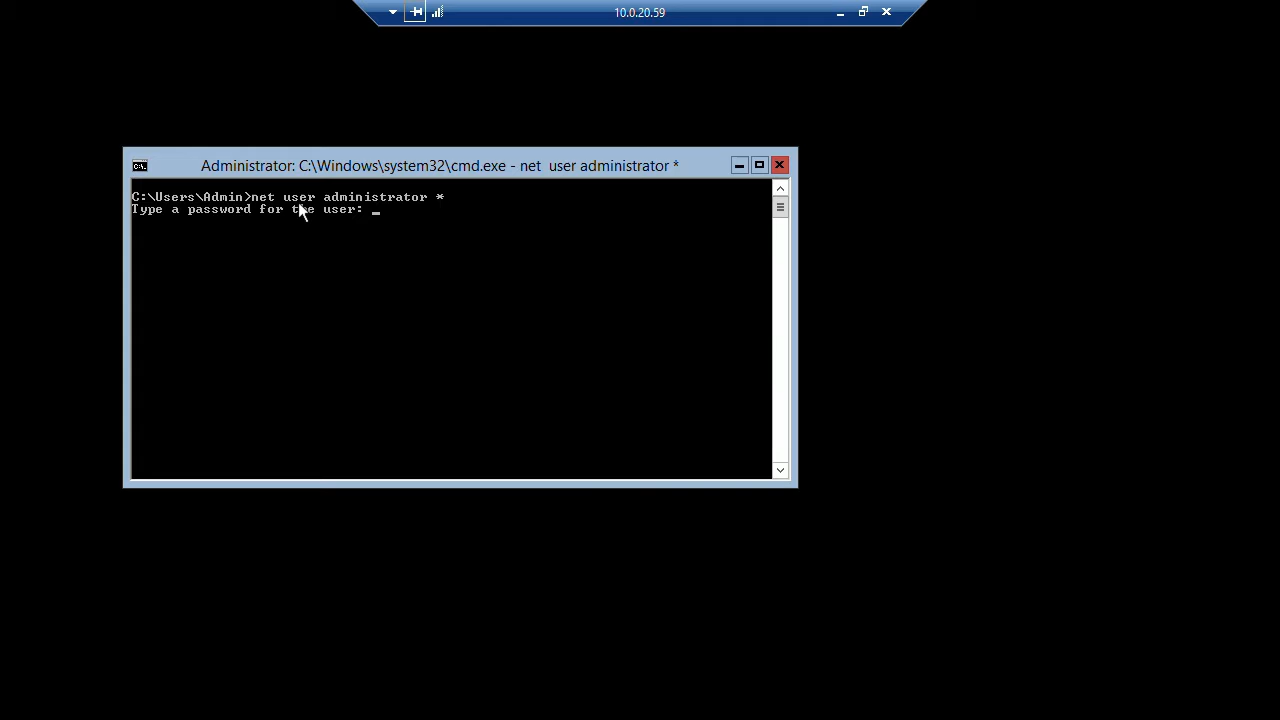 10.0.20.59
Administrator: C:\Windows\system32\cmd.exe - net  user administrator *
C:\Users\Admin>net user administrator *
Type a password for the user: _